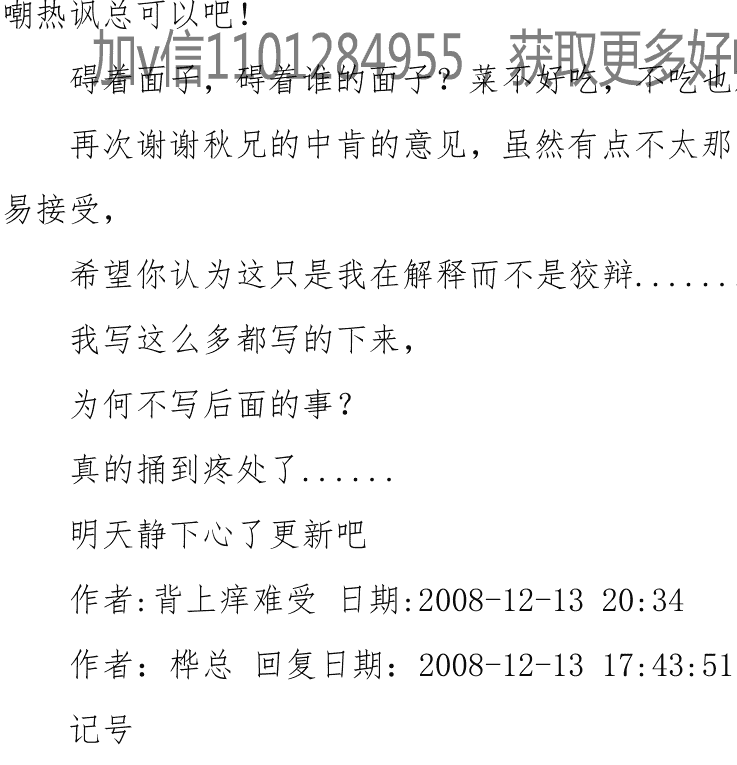 嘲热讽总可以吧！
加v信1101284955 获取更多好
碍着面子，碍着谁的面子？菜不好吃，不吃也
再次谢谢秋兄的中肯的意见，虽然有点不太那
易接受，
希望你认为这只是我在解释而不是狡辩.......
我写这么多都写的下来，
为何不写后面的事？
真的捅到疼处了......
明天静下心了更新吧
作者:背上痒难受 日期:2008-12-13 20:34
作者：桦总 回复日期：2008-12-13 17:43:51
记号